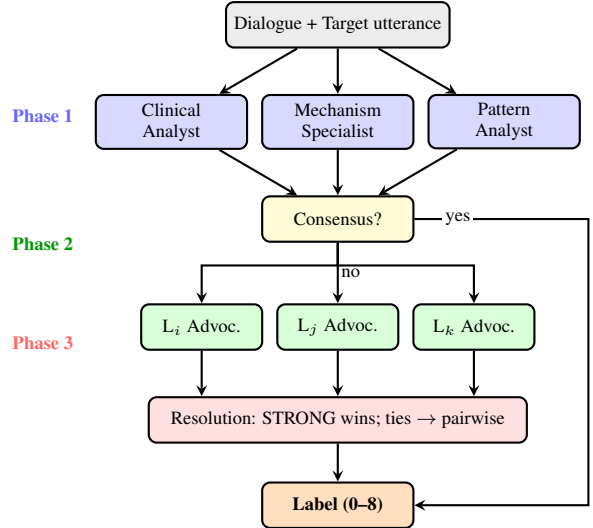 Dialogue + Target utterance
Phase 1
Clinical
Analyst
Mechanism
Specialist
Pattern
Analyst
Consensus?
yes
Phase 2
no
L_i Advoc.
L_j Advoc.
L_k Advoc.
Phase 3
Resolution: STRONG wins; ties → pairwise
Label (0–8)